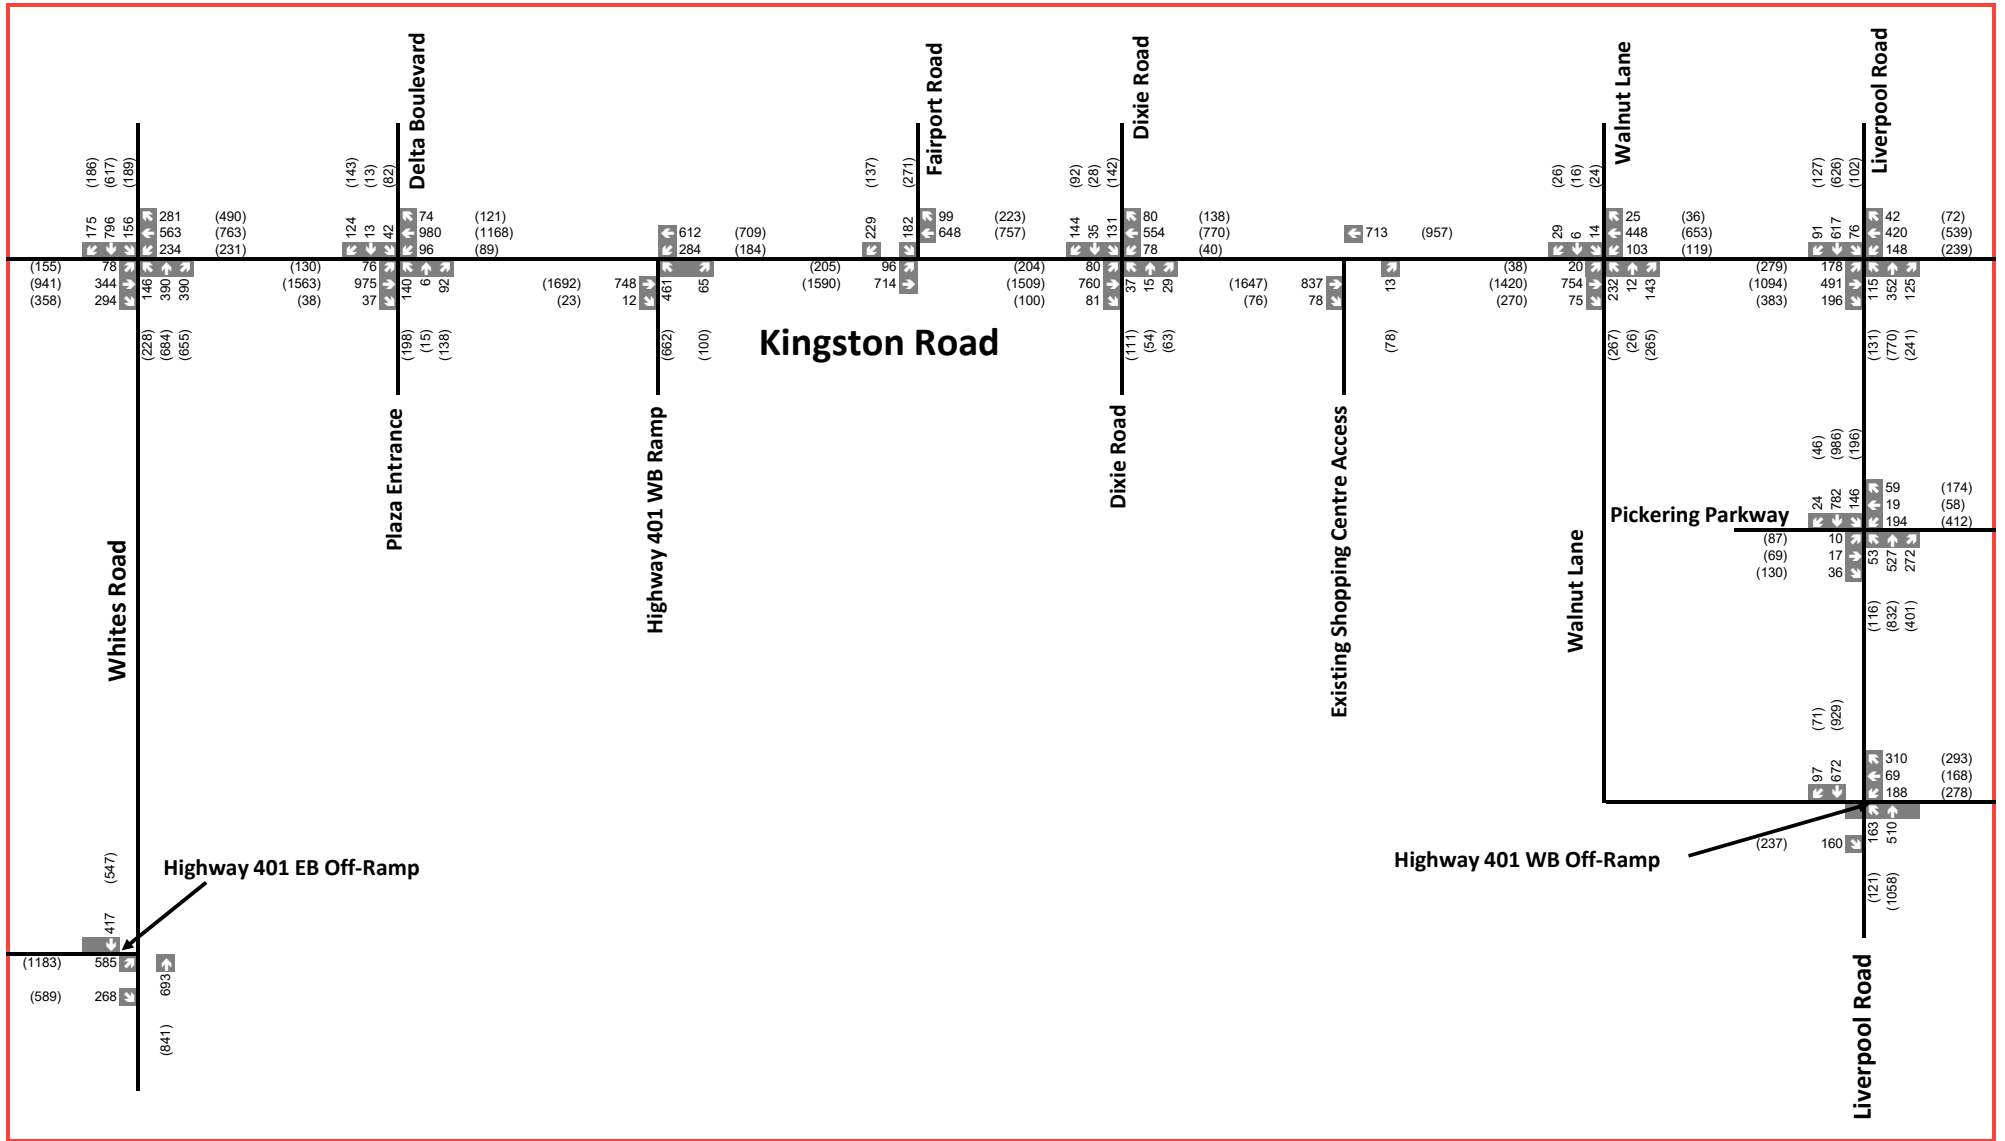 Delta Boulevard
Fairport Road
Dixie Road
Walnut Lane
Liverpool Road
(186) (617) (189)
175 796 156
281 (490)
563 (763)
234 (231)
(155) 78
(941) 344
(358) 294
146 390 390
(228) (684) (655)
(143) (13) (82)
124 13 42
74 (121)
980 (1168)
96 (89)
(130) 76
(1563) 975
(38) 37
140 6 92
(198) (15) (138)
612 (709)
284 (184)
(1692) 748
(23) 12
461 65
(662) (100)
(137) (271)
229 182
99 (223)
648 (757)
(205) 96
(1590) 714
(92) (28) (142)
144 35 131
80 (138)
554 (770)
78 (40)
(204) 80
(1509) 760
(100) 81
37 15 29
(111) (54) (63)
713 (957)
(1647) 837
(76) 78
13
(78)
(26) (16) (24)
29 6 14
25 (36)
448 (653)
103 (119)
(38) 20
(1420) 754
(270) 75
232 12 143
(267) (26) (265)
(127) (626) (102)
91 617 76
42 (72)
420 (539)
148 (239)
(279) 178
(1094) 491
(383) 196
115 352 125
(131) (770) (241)
Kingston Road
Whites Road
Plaza Entrance
Highway 401 WB Ramp
Dixie Road
Existing Shopping Centre Access
Walnut Lane
Pickering Parkway
(46) (986) (196)
24 782 146
59 (174)
19 (58)
194 (412)
(87) 10
(69) 17
(130) 36
53 527 272
(116) (832) (401)
(71) (929)
97 672
310 (293)
69 (168)
188 (278)
(237) 160
163 510
(121) (1058)
Highway 401 WB Off-Ramp
Highway 401 EB Off-Ramp
(547)
417
(1183) 585
(589) 268
693
(841)
Liverpool Road